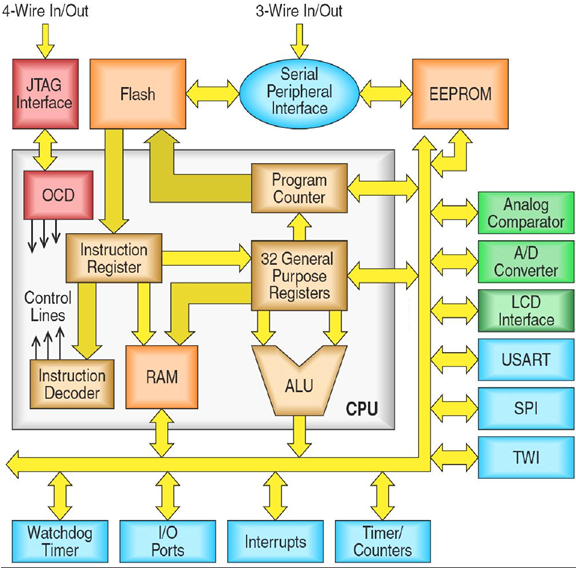 4-Wire In/Out
3-Wire In/Out
JTAG
Interface
Flash
Serial
Peripheral
Interface
EEPROM
OCD
Program
Counter
Analog
Comparator
A/D
Converter
Instruction
Register
32 General
Purpose
Registers
LCD
Interface
Control
Lines
USART
Instruction
Decoder
RAM
ALU
CPU
SPI
TWI
Watchdog
Timer
I/O
Ports
Interrupts
Timer/
Counters